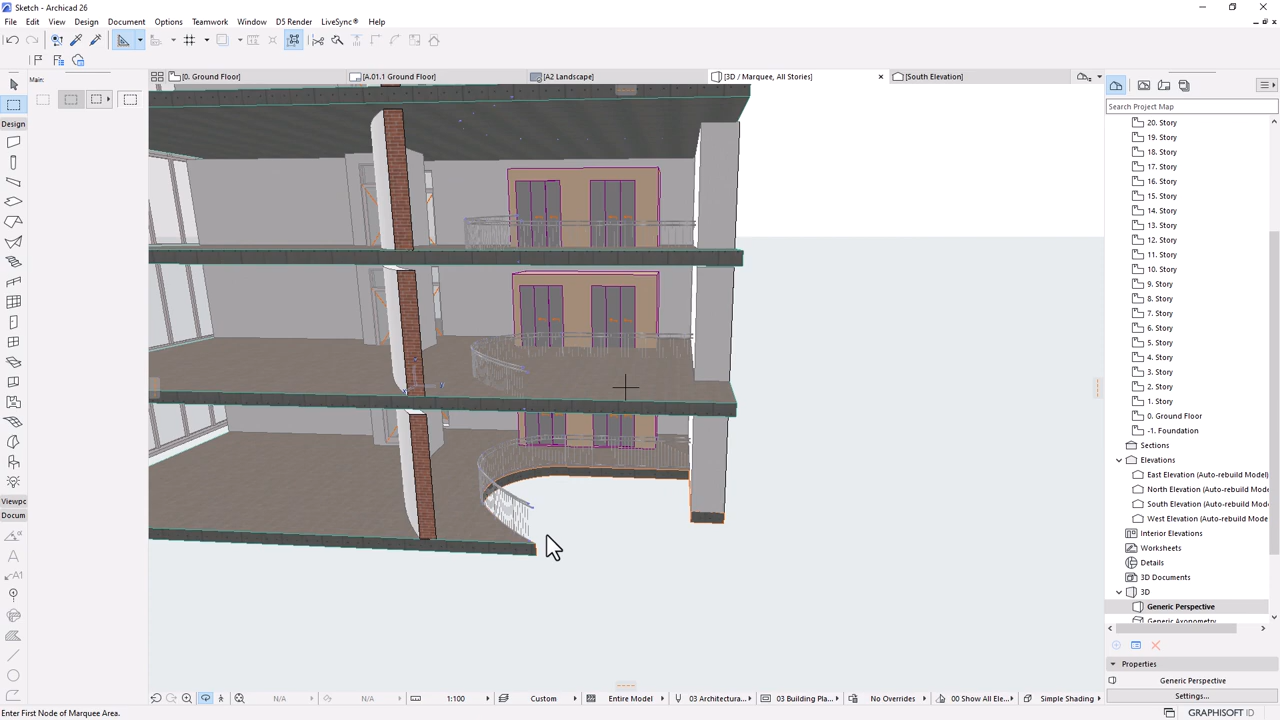 Sketch - Archicad 26
File Edit View Design Options Teamwork Window D5 Render LiveSync® Help
Main:
[0. Ground Floor]
[A.01.1 Ground Floor]
[A2 Landscape]
[3D / Marquee, All Stories]
[South Elevation]
Design
Viewpc
Docum
Search Project Map
20. Story
19. Story
18. Story
17. Story
16. Story
15. Story
14. Story
13. Story
12. Story
11. Story
10. Story
9. Story
8. Story
7. Story
6. Story
5. Story
4. Story
3. Story
2. Story
1. Story
0. Ground Floor
-1. Foundation
Sections
Elevations
East Elevation (Auto-rebuild Model)
North Elevation (Auto-rebuild Mode
South Elevation (Auto-rebuild Mode
West Elevation (Auto-rebuild Mode
Interior Elevations
Worksheets
Details
3D Documents
3D
Generic Perspective
Generic Axonometry
Properties
Generic Perspective
Settings...
N/A N/A 1:100 Custom Entire Model 03 Architectura... 03 Building Pla... No Overrides 00 Show All Ele... Simple Shading
Enter First Node of Marquee Area.
GRAPHISOFT ID